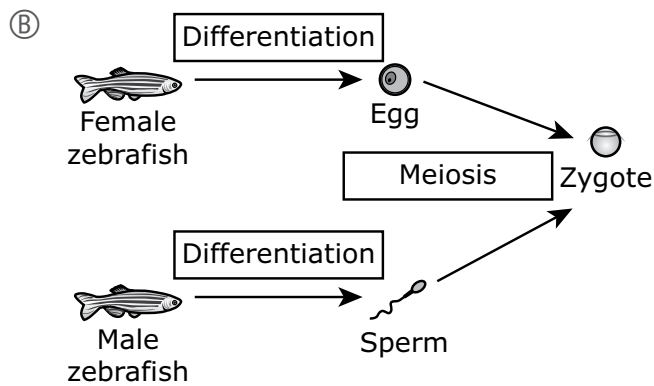 Ⓑ
Differentiation
Female
zebrafish
Egg
Meiosis
Zygote
Differentiation
Male
zebrafish
Sperm